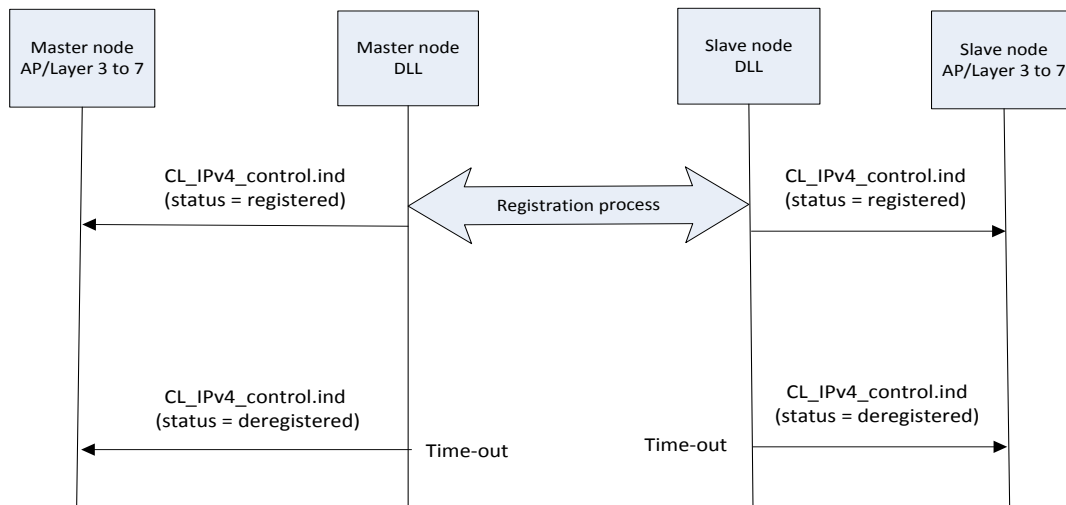 Master node
AP/Layer 3 to 7
Master node
DLL
Slave node
DLL
Slave node
AP/Layer 3 to 7
CL_IPv4_control.ind
(status = registered)
Registration process
CL_IPv4_control.ind
(status = registered)
CL_IPv4_control.ind
(status = deregistered)
Time-out
Time-out
CL_IPv4_control.ind
(status = deregistered)